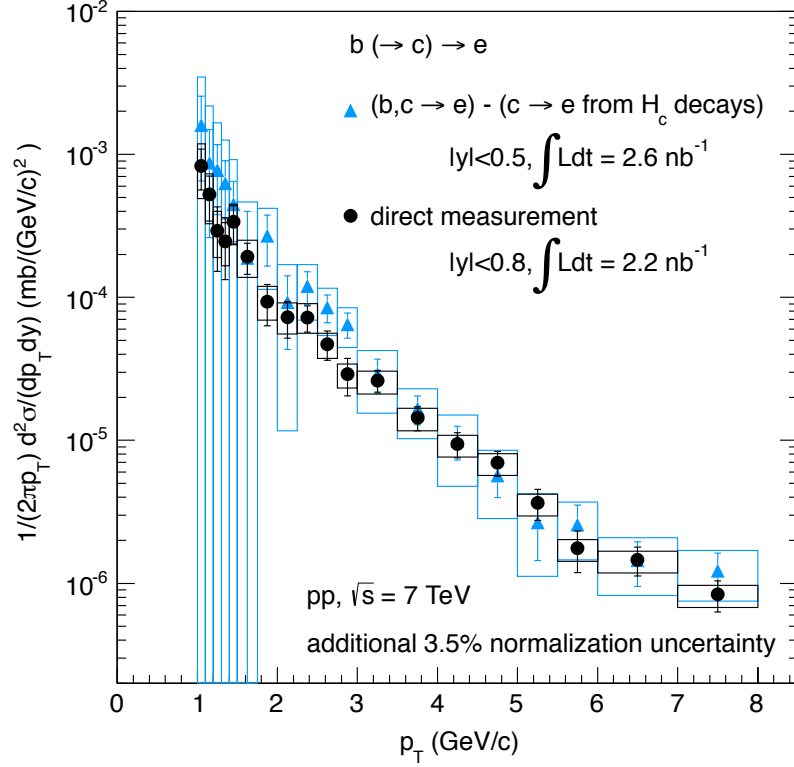 10⁻²
b (→ c) → e
(b,c → e) - (c → e from H_c decays)
|y|<0.5, ∫Ldt = 2.6 nb⁻¹
10⁻³
direct measurement
|y|<0.8, ∫Ldt = 2.2 nb⁻¹
10⁻⁴
1/(2πp_T) d²σ/(dp_Tdy) (mb/(GeV/c)²)
10⁻⁵
10⁻⁶
pp, √s = 7 TeV
additional 3.5% normalization uncertainty
0 1 2 3 4 5 6 7 8
p_T (GeV/c)